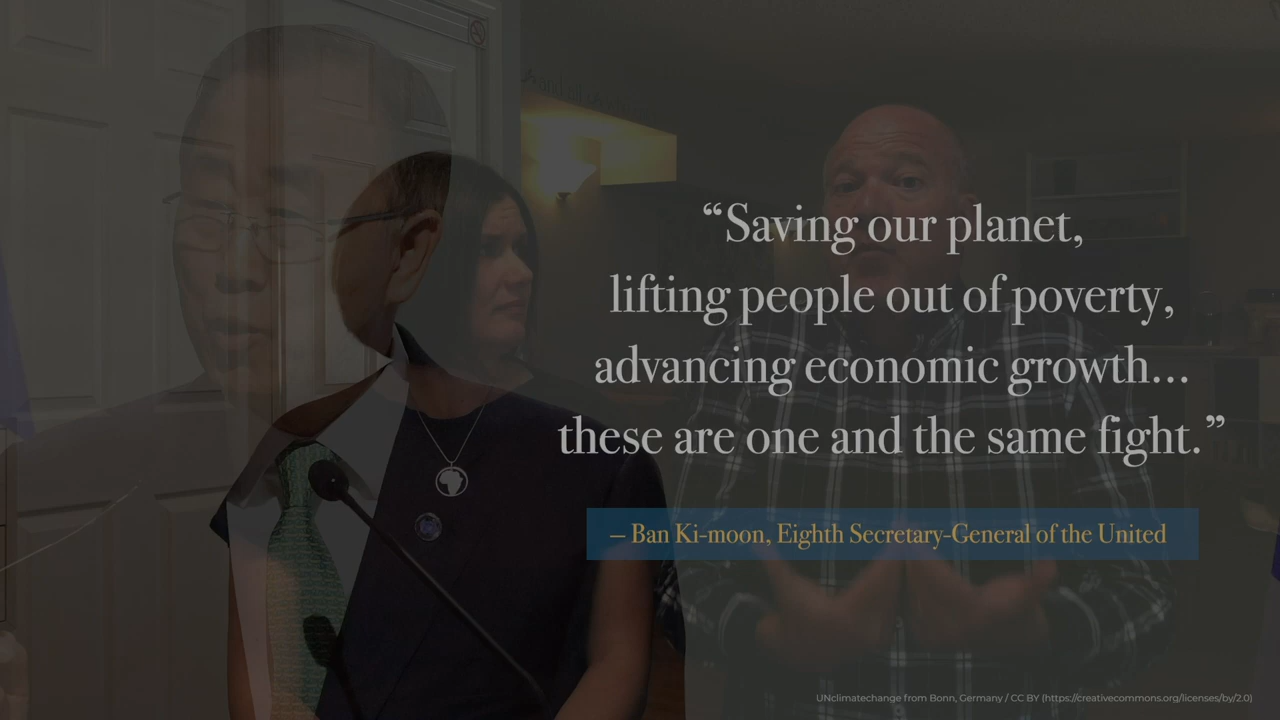 “Saving our planet,
lifting people out of poverty,
advancing economic growth...
these are one and the same fight.”
– Ban Ki-moon, Eighth Secretary-General of the United
UNclimatechange from Bonn, Germany / CC BY (https://creativecommons.org/licenses/by/2.0)